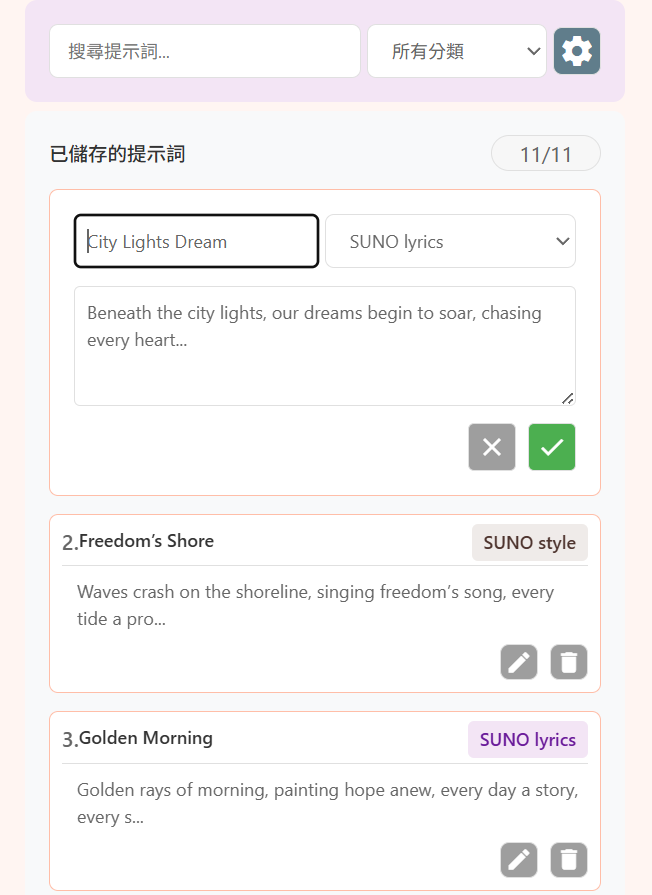 搜尋提示詞...
所有分類
已儲存的提示詞
11/11
City Lights Dream
SUNO lyrics
Beneath the city lights, our dreams begin to soar, chasing
every heart...
2.Freedom’s Shore
SUNO style
Waves crash on the shoreline, singing freedom’s song, every
tide a pro...
3.Golden Morning
SUNO lyrics
Golden rays of morning, painting hope anew, every day a story,
every s...